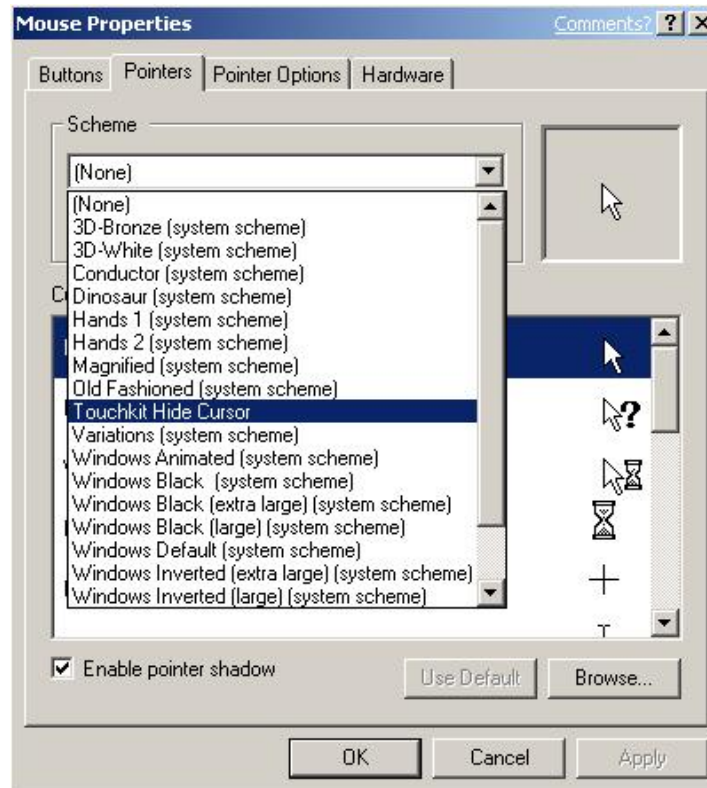 Mouse Properties Comments?
Buttons Pointers Pointer Options Hardware
Scheme
(None)
(None)
3D-Bronze (system scheme)
3D-White (system scheme)
Conductor (system scheme)
Dinosaur (system scheme)
Hands 1 (system scheme)
Hands 2 (system scheme)
Magnified (system scheme)
Old Fashioned (system scheme)
Touchkit Hide Cursor
Variations (system scheme)
Windows Animated (system scheme)
Windows Black (system scheme)
Windows Black (extra large) (system scheme)
Windows Black (large) (system scheme)
Windows Default (system scheme)
Windows Inverted (extra large) (system scheme)
Windows Inverted (large) (system scheme)
Enable pointer shadow Use Default Browse...
OK Cancel Apply